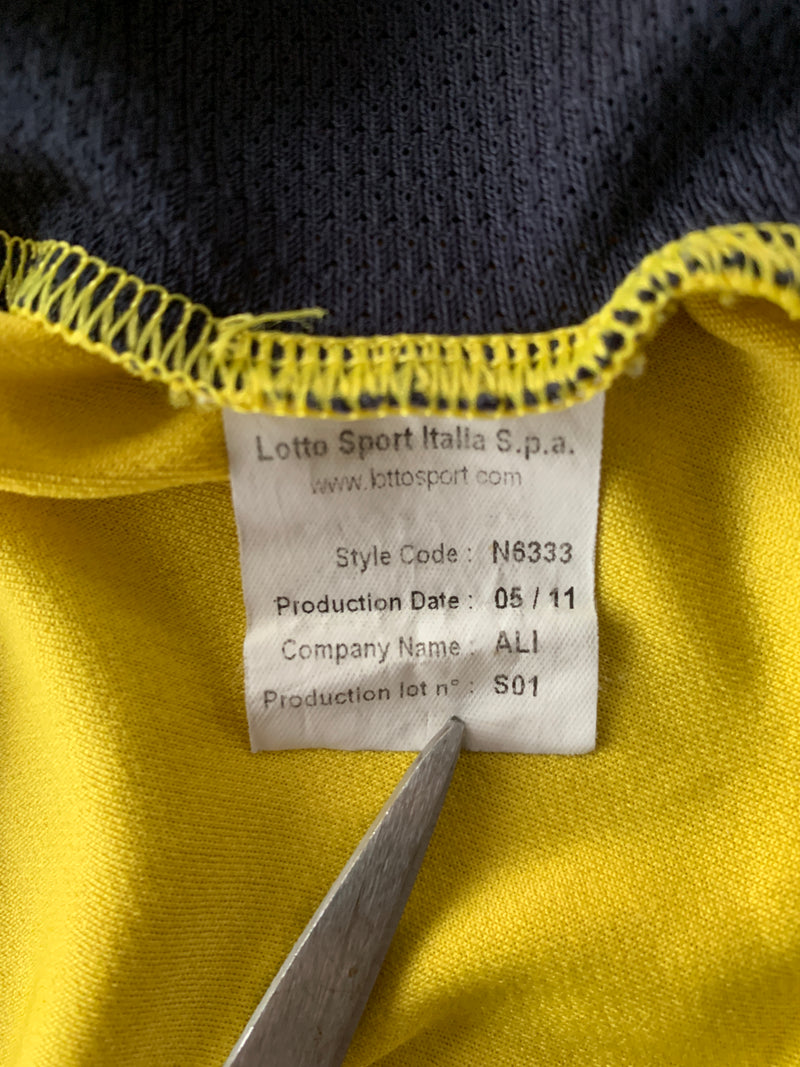 Lotto Sport Italia S.p.a.
www.lottosport.com
Style Code : N6333
Production Date : 05 / 11
Company Name : ALI
Production lot n° : S01